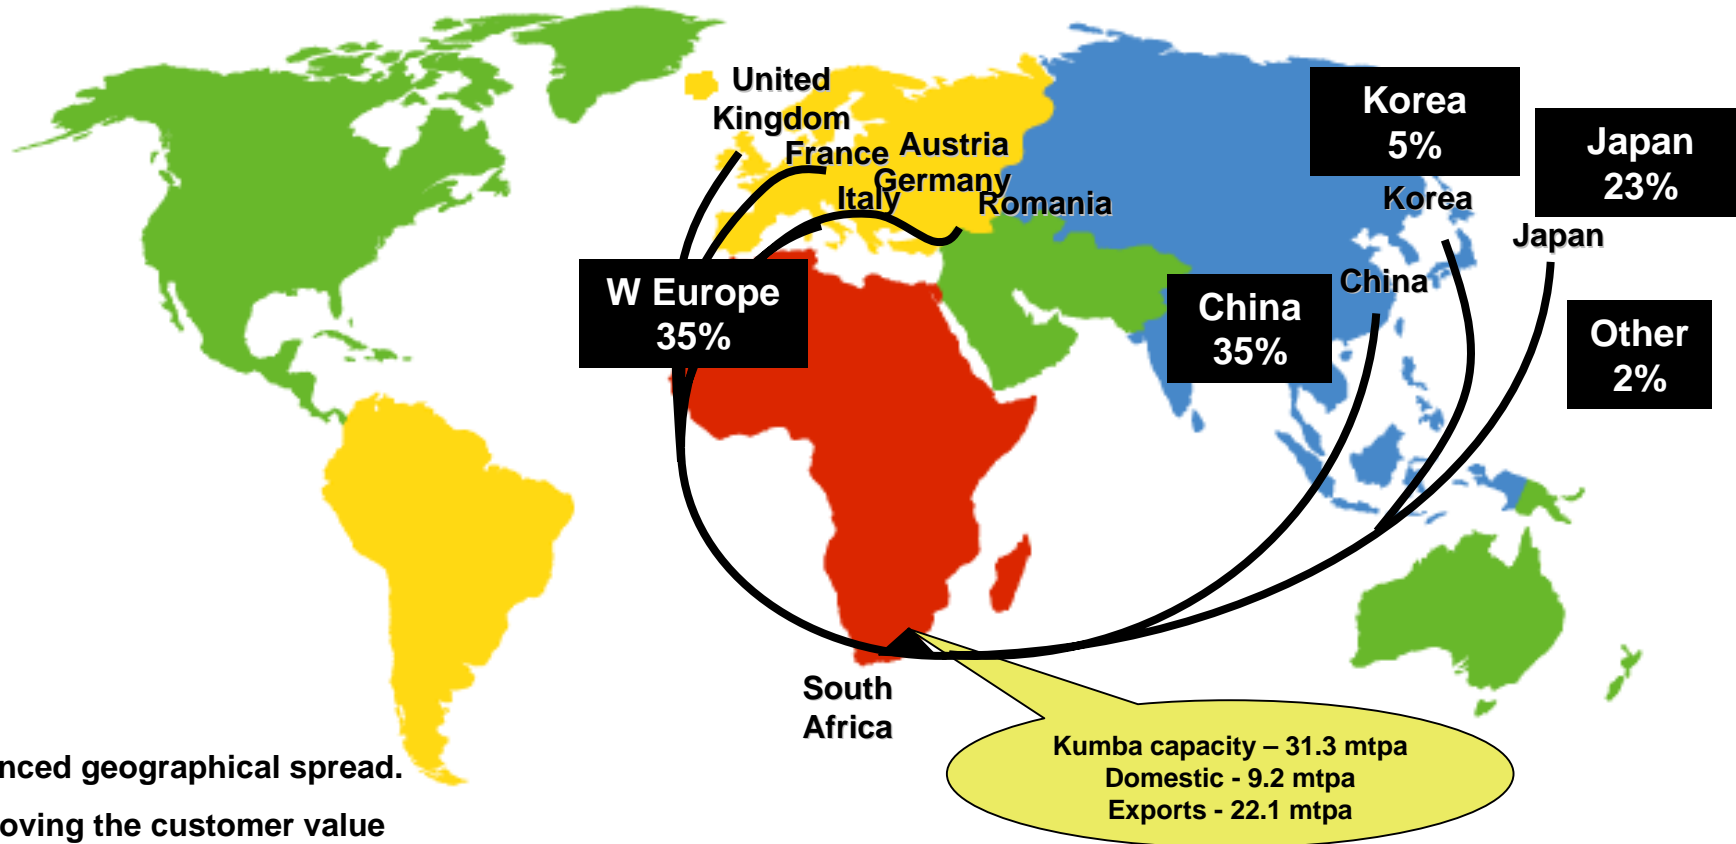 United
Kingdom
France
Austria
Germany
Italy
Romania
Korea
5%
Japan
23%
Korea
Japan
W Europe
35%
China
China
35%
Other
2%
South
Africa
Kumba capacity – 31.3 mtpa
Domestic - 9.2 mtpa
Exports - 22.1 mtpa
geographical spread.
the customer value